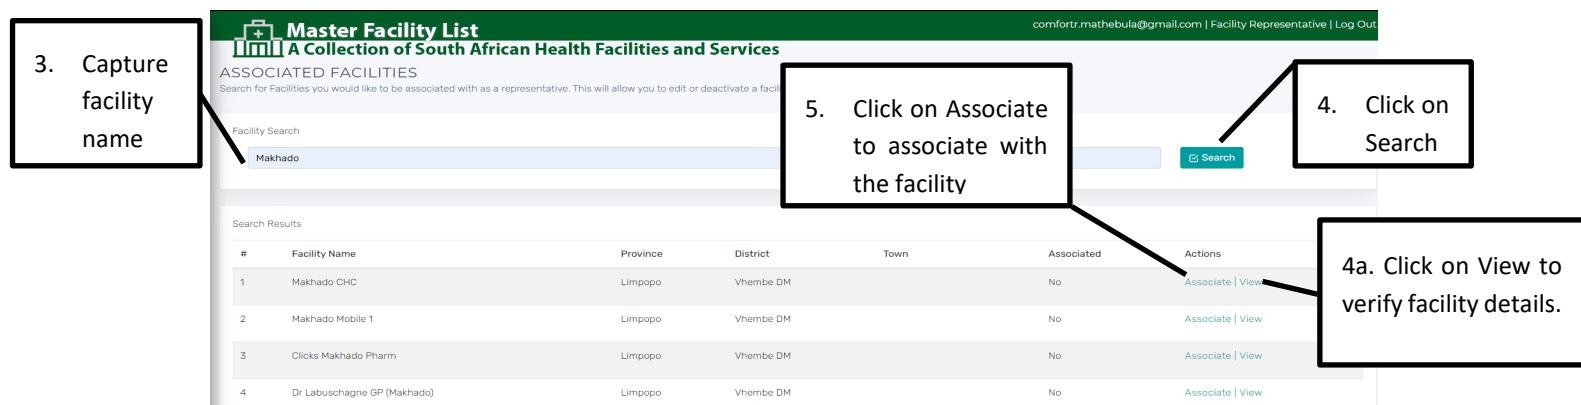 Master Facility List
A Collection of South African Health Facilities and Services
comfortr.mathebula@gmail.com | Facility Representative | Log Out
3. Capture
facility
name
ASSOCIATED FACILITIES
Search for Facilities you would like to be associated with as a representative. This will allow you to edit or deactivate a
5. Click on Associate
to associate with
the facility
4. Click on
Search
Facility Search
Makhado
Search
Search Results
# Facility Name Province District Town Associated Actions
1 Makhado CHC Limpopo Vhembe DM No Associate | View
2 Makhado Mobile 1 Limpopo Vhembe DM No Associate | View
3 Clicks Makhado Pharm Limpopo Vhembe DM No Associate | View
4 Dr Labuschagne GP (Makhado) Limpopo Vhembe DM No Associate | View
4a. Click on View to
verify facility details.